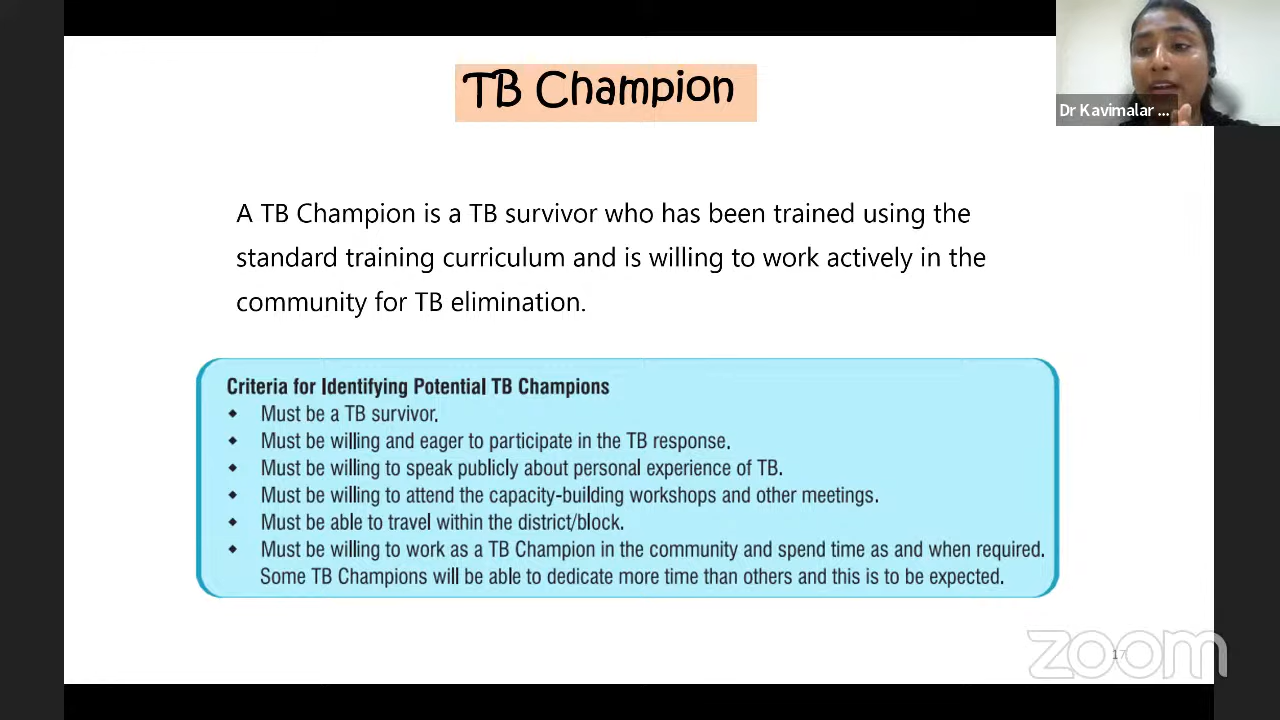 TB Champion
Dr Kavimalar ...
A TB Champion is a TB survivor who has been trained using the
standard training curriculum and is willing to work actively in the
community for TB elimination.
Criteria for Identifying Potential TB Champions
◆ Must be a TB survivor.
◆ Must be willing and eager to participate in the TB response.
◆ Must be willing to speak publicly about personal experience of TB.
◆ Must be willing to attend the capacity-building workshops and other meetings.
◆ Must be able to travel within the district/block.
◆ Must be willing to work as a TB Champion in the community and spend time as and when required.
Some TB Champions will be able to dedicate more time than others and this is to be expected.
17
zoom